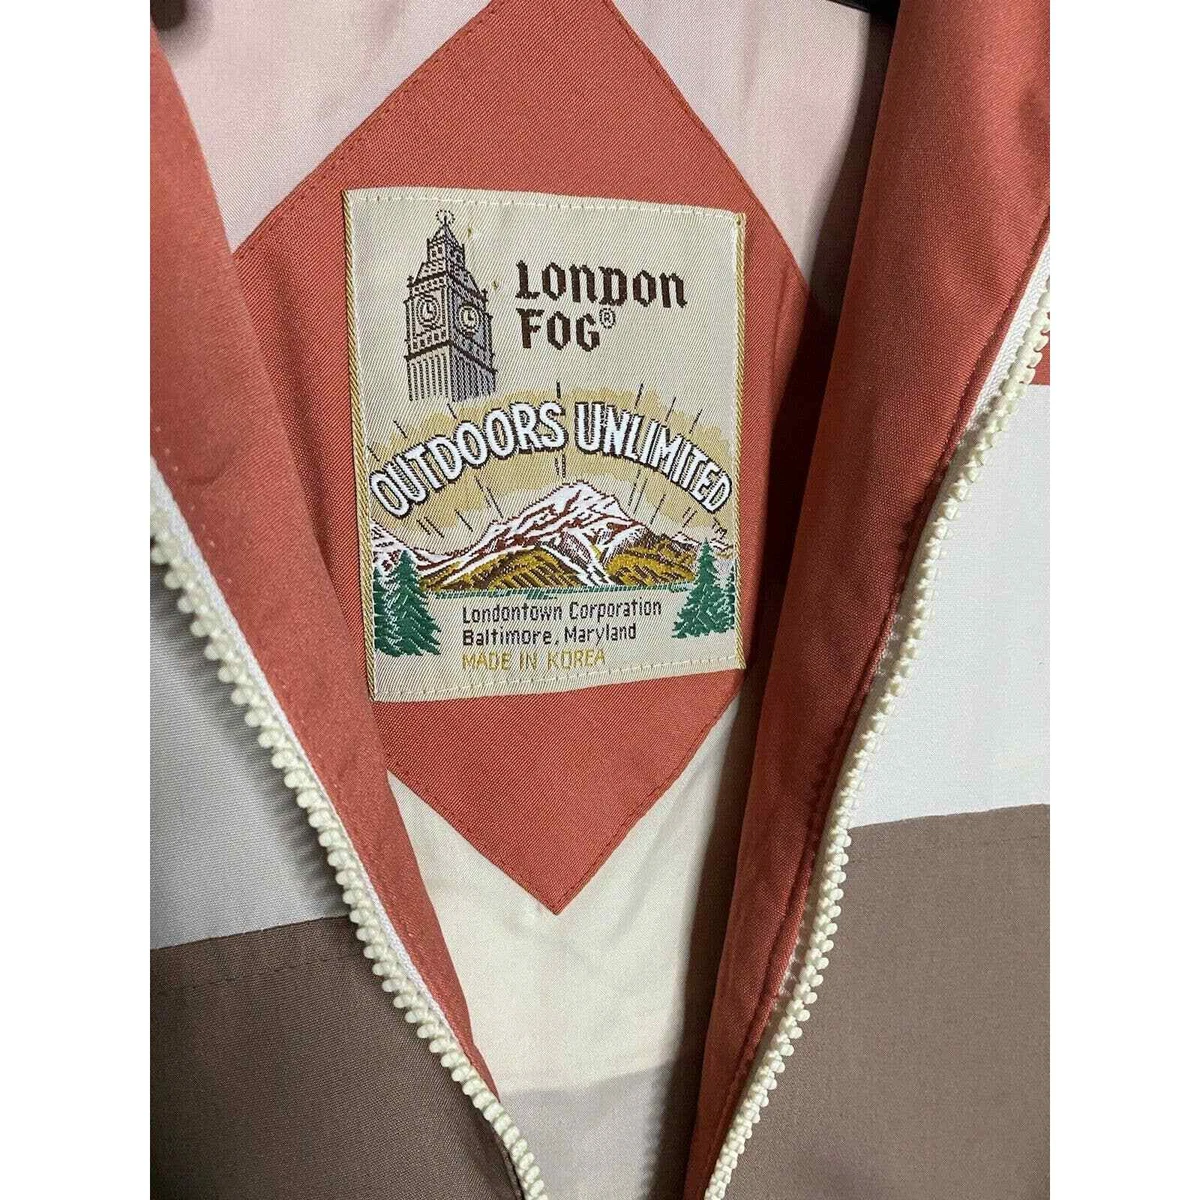 LONDON
FOG®
OUTDOORS UNLIMITED
Londontown Corporation
Baltimore, Maryland
MADE IN KOREA